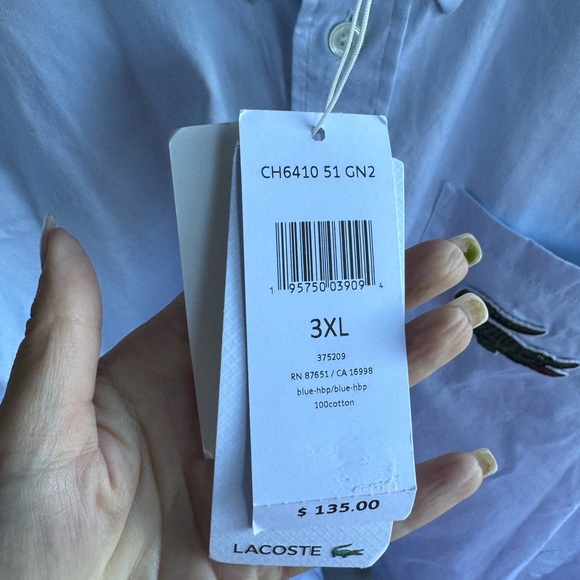 CH6410 51 GN2
1 95750 03909 4
3XL
375209
RN 87651 / CA 16998
blue-hbp/blue-hbp
100cotton
$ 135.00
LACOSTE